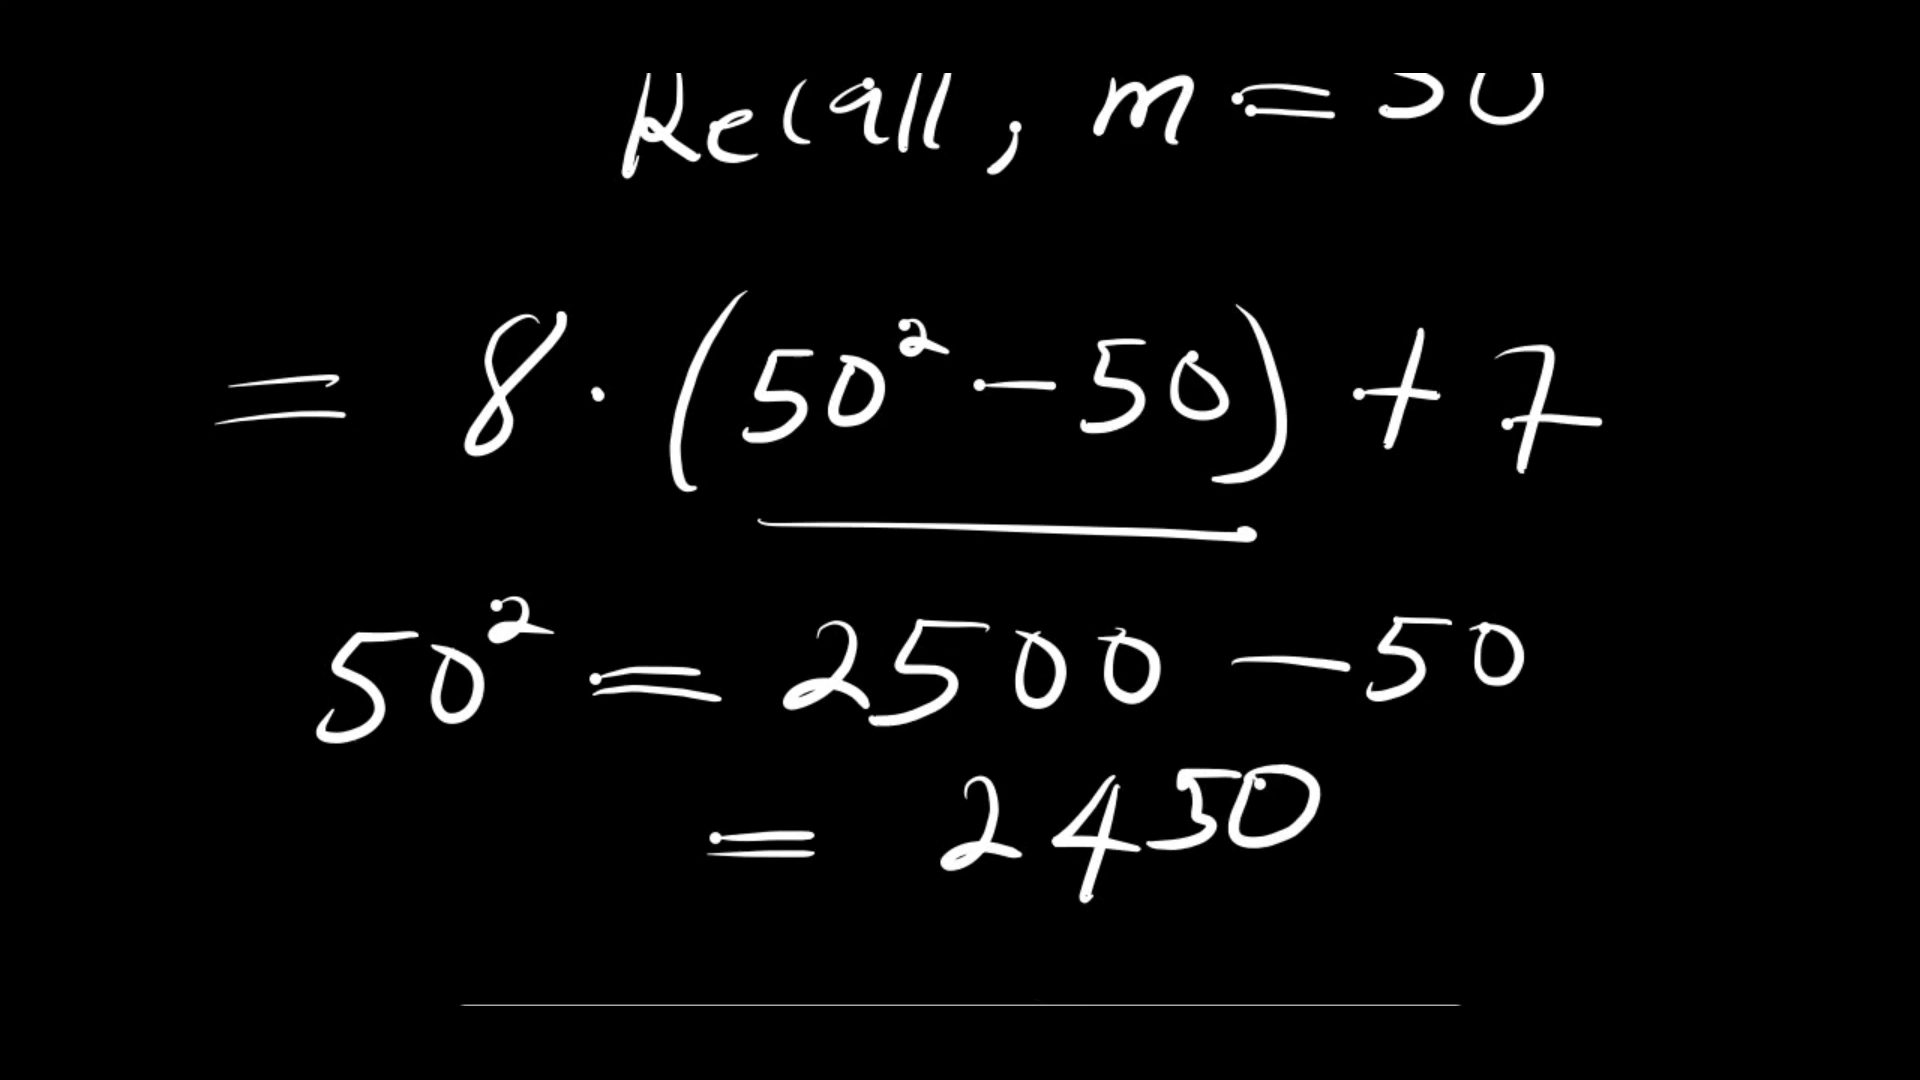 Recall, m = 50
= 8 · (50² - 50) + 7
50² = 2500 - 50
= 2450